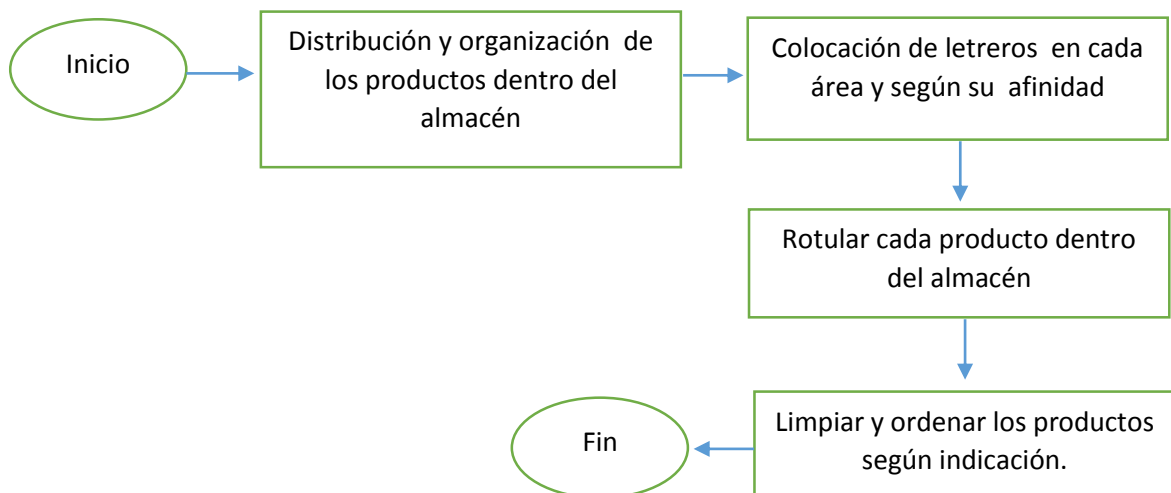 Inicio
Distribución y organización de
los productos dentro del
almacén
Colocación de letreros en cada
área y según su afinidad
Rotular cada producto dentro
del almacén
Limpiar y ordenar los productos
según indicación.
Fin